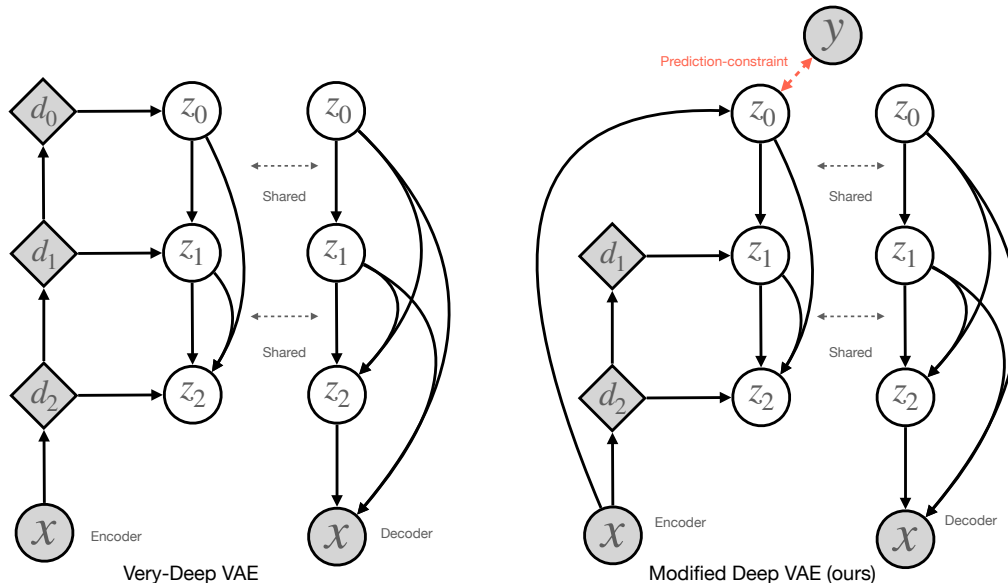 y
Prediction-constraint
d₀
z₀
z₀
z₀
z₀
Shared
Shared
d₁
z₁
z₁
d₁
z₁
z₁
Shared
Shared
d₂
z₂
z₂
d₂
z₂
z₂
x
Encoder
x
Decoder
x
Encoder
x
Decoder
Very-Deep VAE
Modified Deep VAE (ours)